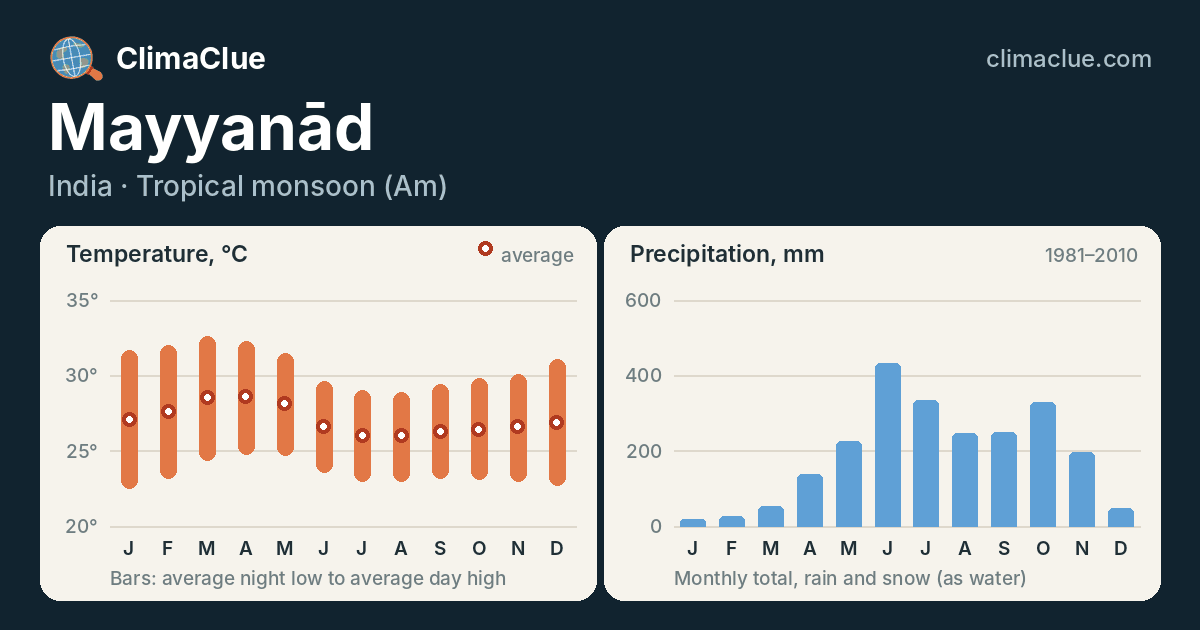 ClimaClue
climaclue.com
Mayyanād
India · Tropical monsoon (Am)
Temperature, °C
average
35°
30°
25°
20°
J F M A M J J A S O N D
Bars: average night low to average day high
Precipitation, mm
1981–2010
600
400
200
0
J F M A M J J A S O N D
Monthly total, rain and snow (as water)